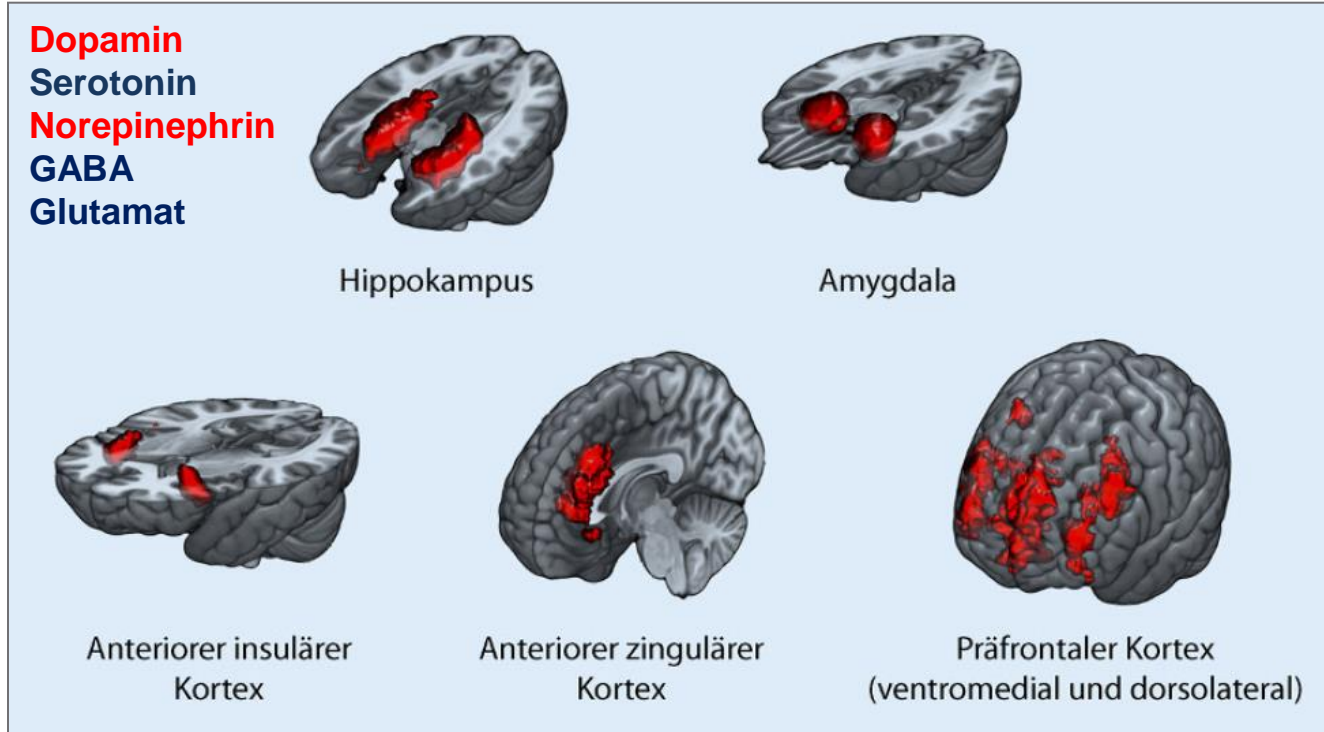 Dopamin
Serotonin
Norepinephrin
GABA
Glutamat
Hippokampus
Amygdala
Anteriorer insulärer
Kortex
Anteriorer zingulärer
Kortex
Präfrontaler Kortex
(ventromedial und dorsolateral)